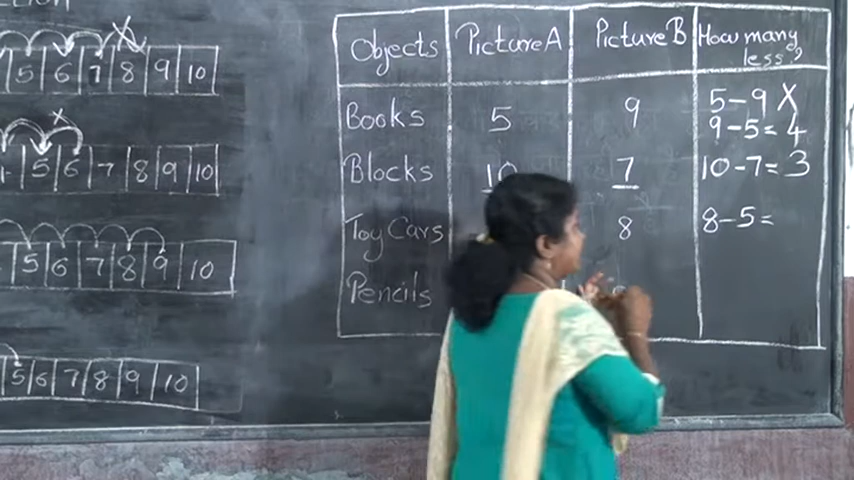 5 6 7 8 9 10
5 6 7 8 9 10
5 6 7 8 9 10
5 6 7 8 9 10
Objects Picture A Picture B How many less?
Books 5 9 5-9 X
9-5=4
Blocks 10 7 10-7=3
Toy Cars 8 8-5=
Pencils